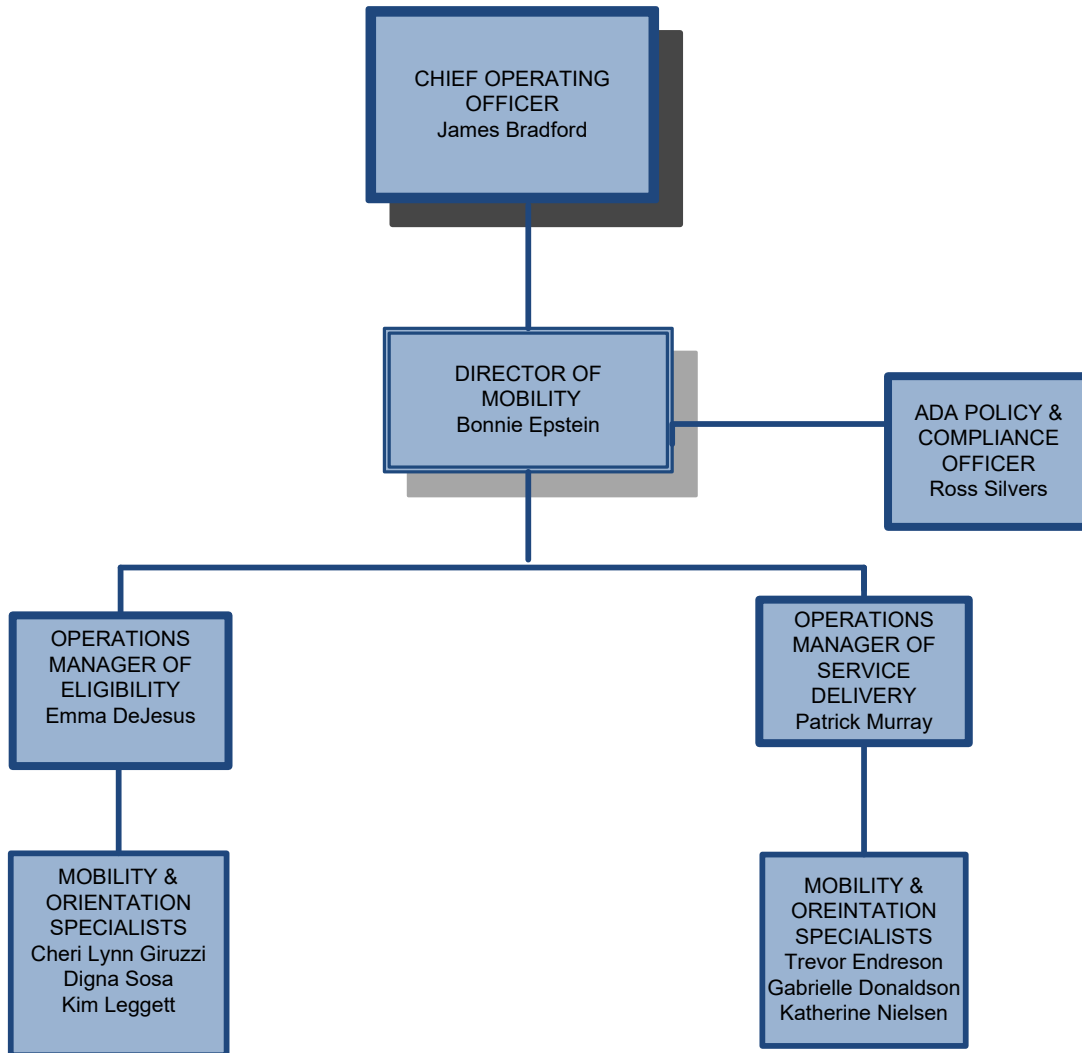 CHIEF OPERATING
OFFICER
James Bradford
DIRECTOR OF
MOBILITY
Bonnie Epstein
ADA POLICY &
COMPLIANCE
OFFICER
Ross Silvers
OPERATIONS
MANAGER OF
ELIGIBILITY
Emma DeJesus
OPERATIONS
MANAGER OF
SERVICE
DELIVERY
Patrick Murray
MOBILITY &
ORIENTATION
SPECIALISTS
Cheri Lynn Giruzzi
Digna Sosa
Kim Leggett
MOBILITY &
OREINTATION
SPECIALISTS
Trevor Endreson
Gabrielle Donaldson
Katherine Nielsen